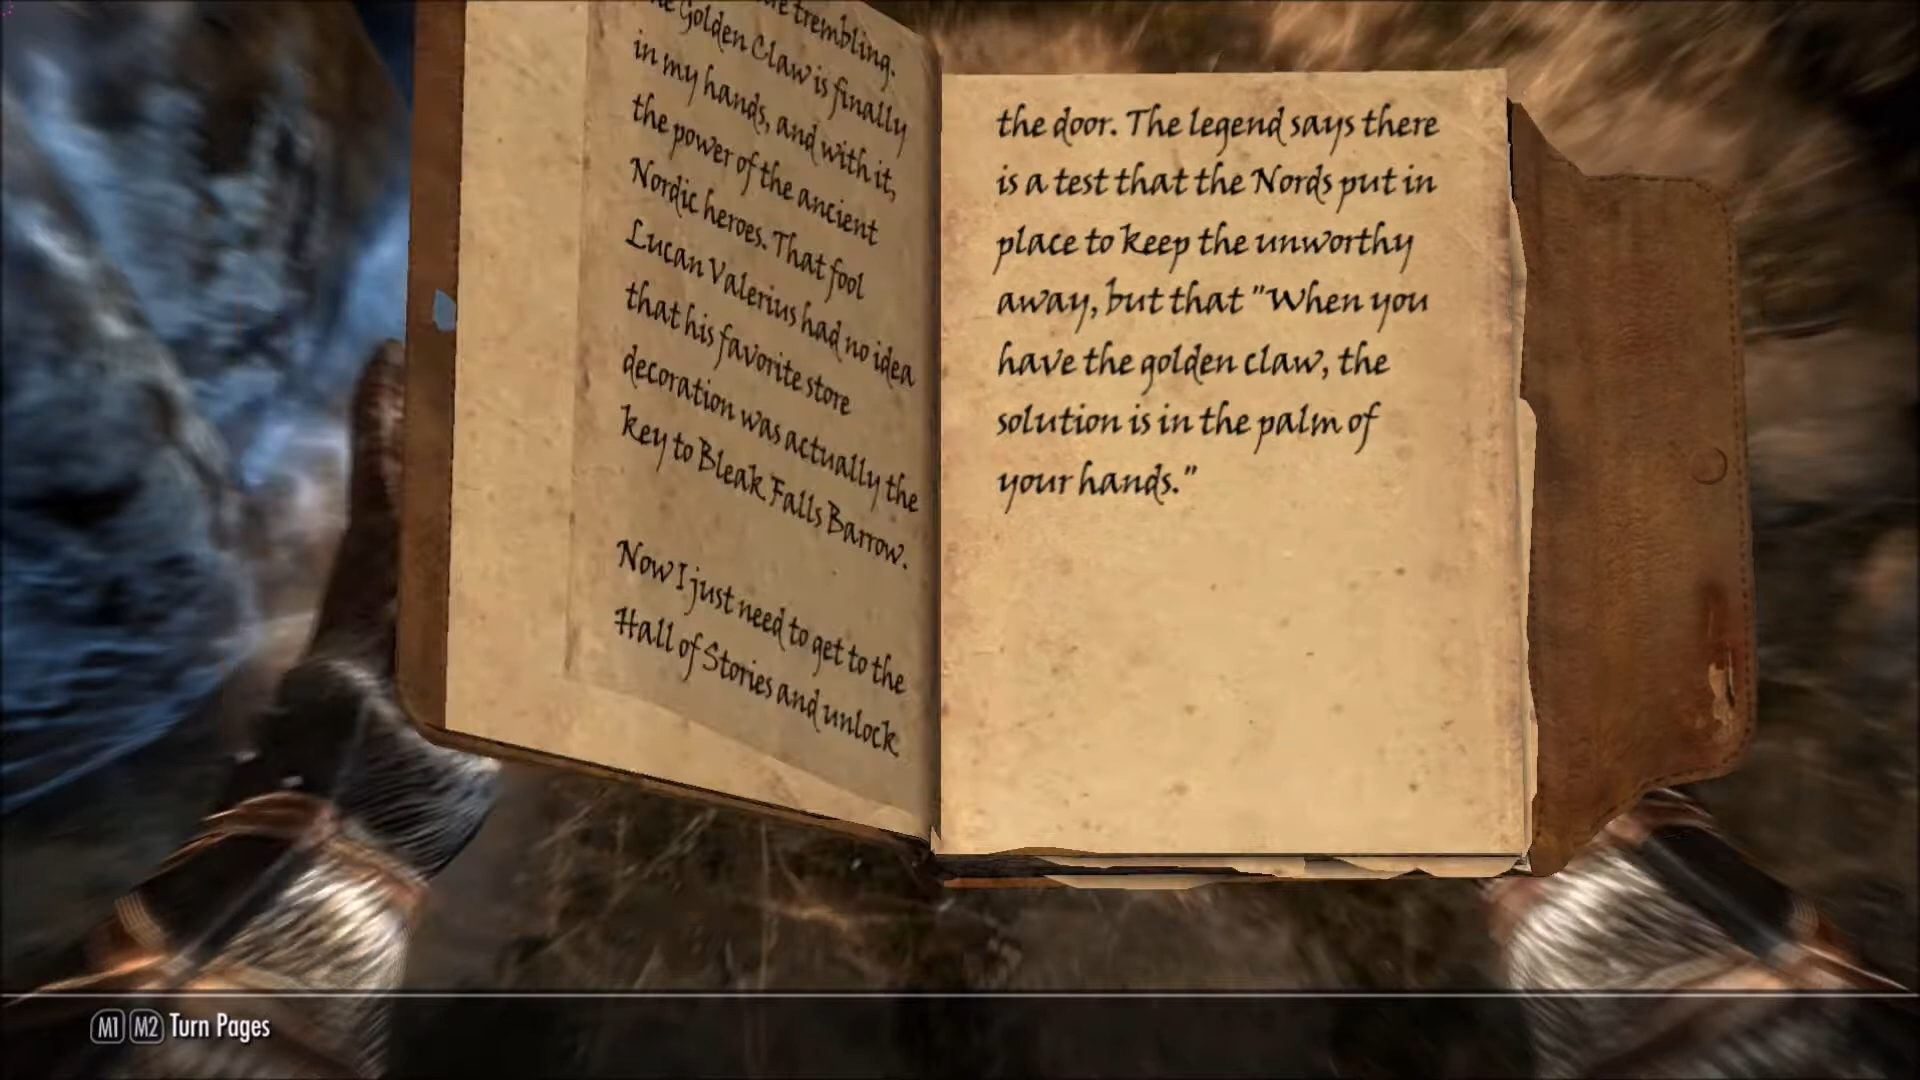 trembling.
Golden Claw is finally
in my hands, and with it,
the power of the ancient
Nordic heroes. That fool
Lucan Valerius had no idea
that his favorite store
decoration was actually the
key to Bleak Falls Barrow.
Now I just need to get to the
Hall of Stories and unlock
the door. The legend says there
is a test that the Nords put in
place to keep the unworthy
away, but that "When you
have the golden claw, the
solution is in the palm of
your hands."
M1 M2 Turn Pages